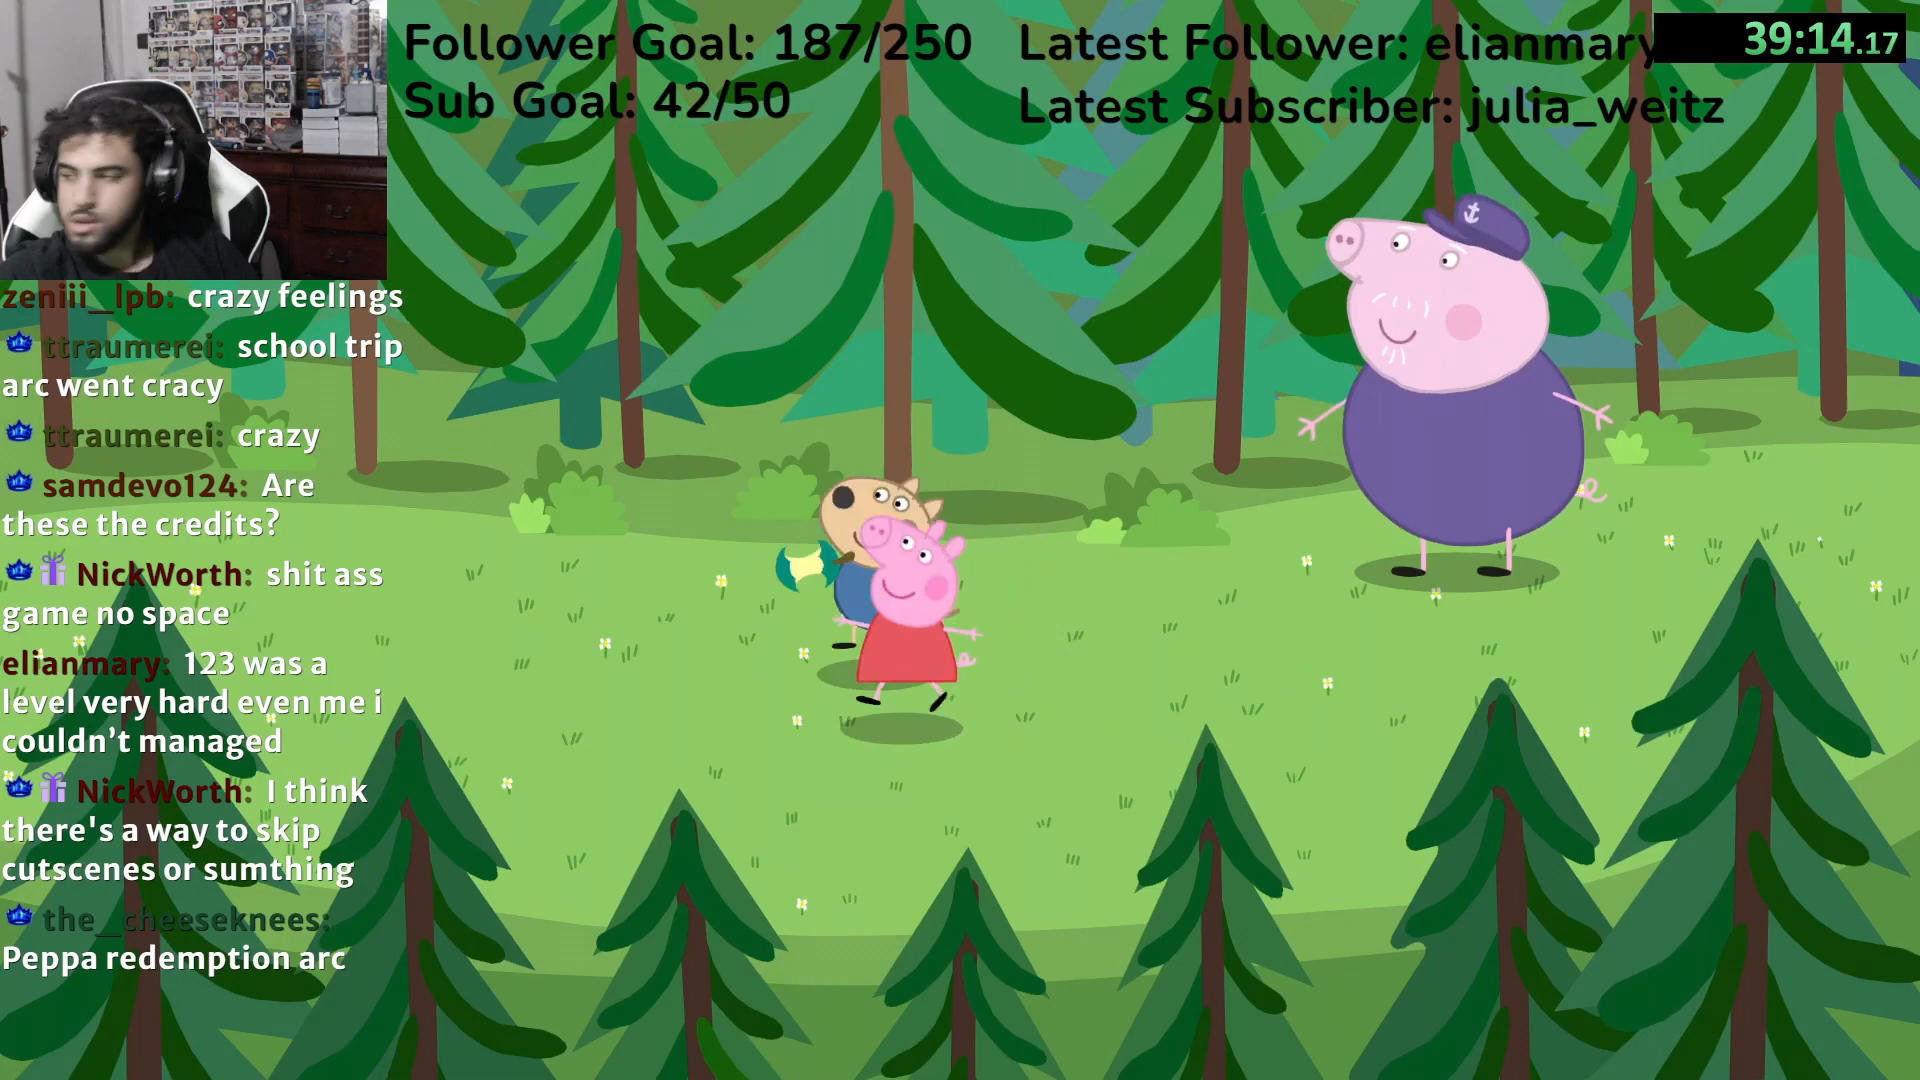 Follower Goal: 187/250
Sub Goal: 42/50
Latest Follower: elianmary
Latest Subscriber: julia_weitz
39:14.17
zeniii_lpb: crazy feelings
ttraumerei: school trip
arc went cracy
ttraumerei: crazy
samdevo124: Are
these the credits?
NickWorth: shit ass
game no space
elianmary: 123 was a
level very hard even me i
couldn't managed
NickWorth: I think
there's a way to skip
cutscenes or sumthing
the__cheeseknees:
Peppa redemption arc